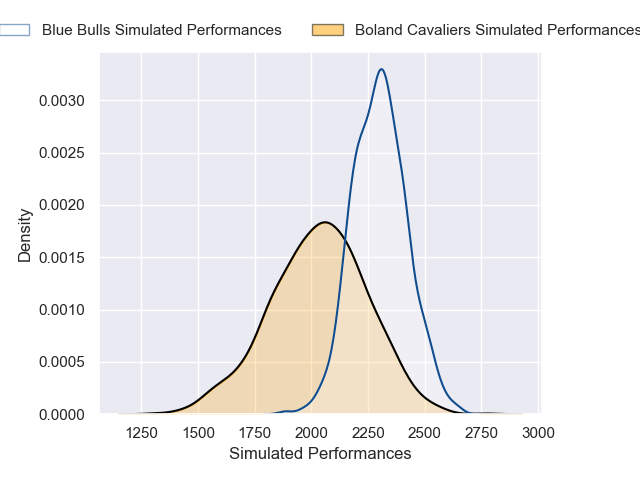 Blue Bulls Simulated Performances
Boland Cavaliers Simulated Performances
0.0030
0.0025
0.0020
0.0015
0.0010
0.0005
0.0000
Density
1250 1500 1750 2000 2250 2500 2750 3000
Simulated Performances